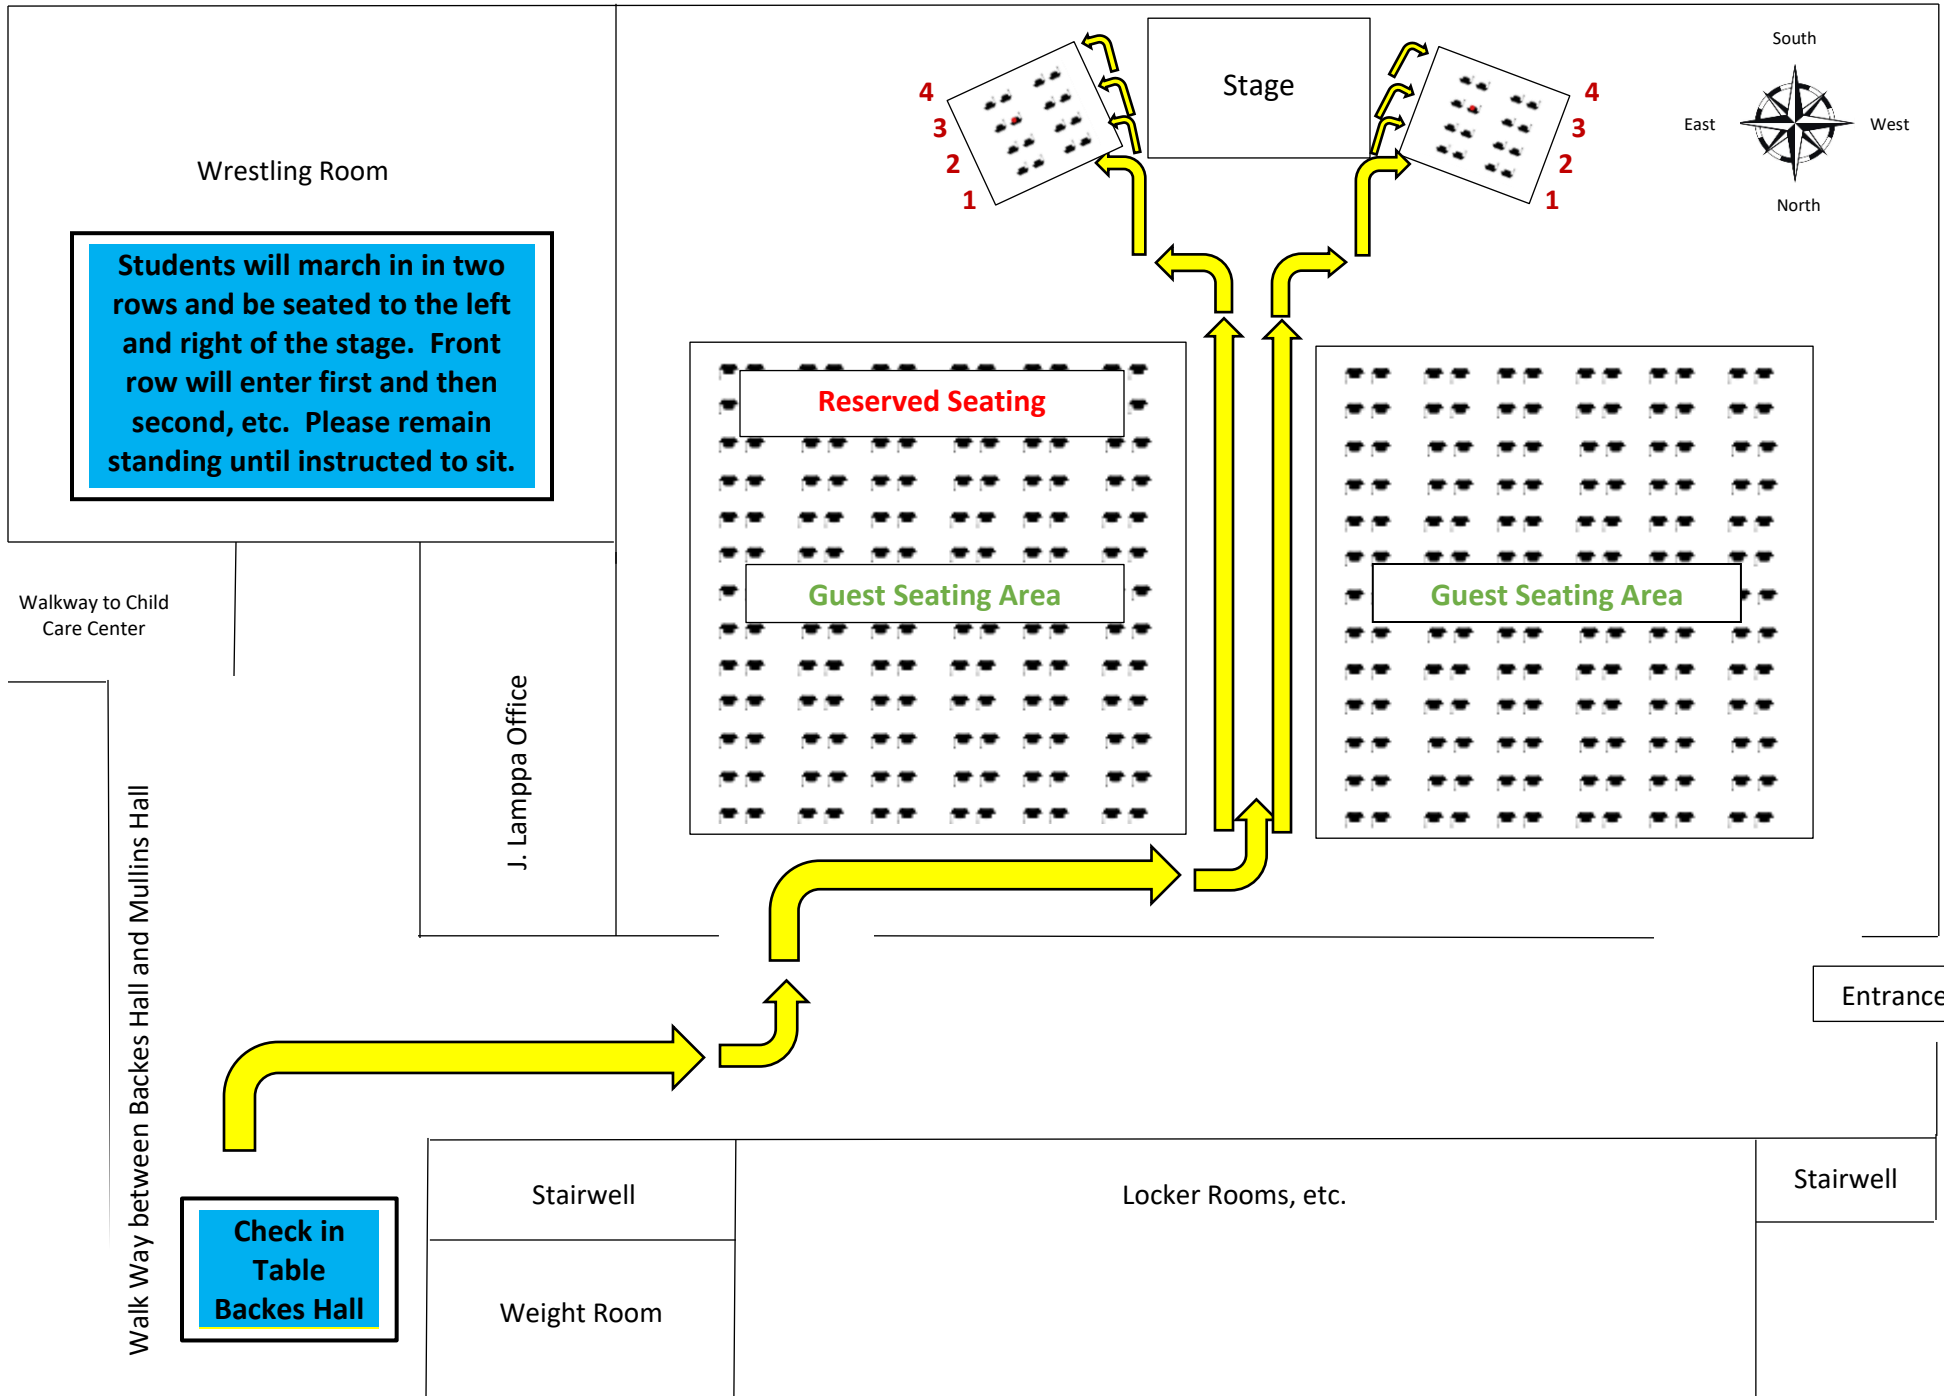 Stage
South
East
West
North
4
3
2
1
4
3
2
1
Wrestling Room
Students will march in in two
rows and be seated to the left
and right of the stage.  Front
row will enter first and then
second, etc.  Please remain
standing until instructed to sit.
Reserved Seating
Guest Seating Area
Guest Seating Area
Walkway to Child
Care Center
J. Lamppa Office
Walk Way between Backes Hall and Mullins Hall
Entrance
Stairwell
Locker Rooms, etc.
Stairwell
Check in
Table
Backes Hall
Weight Room